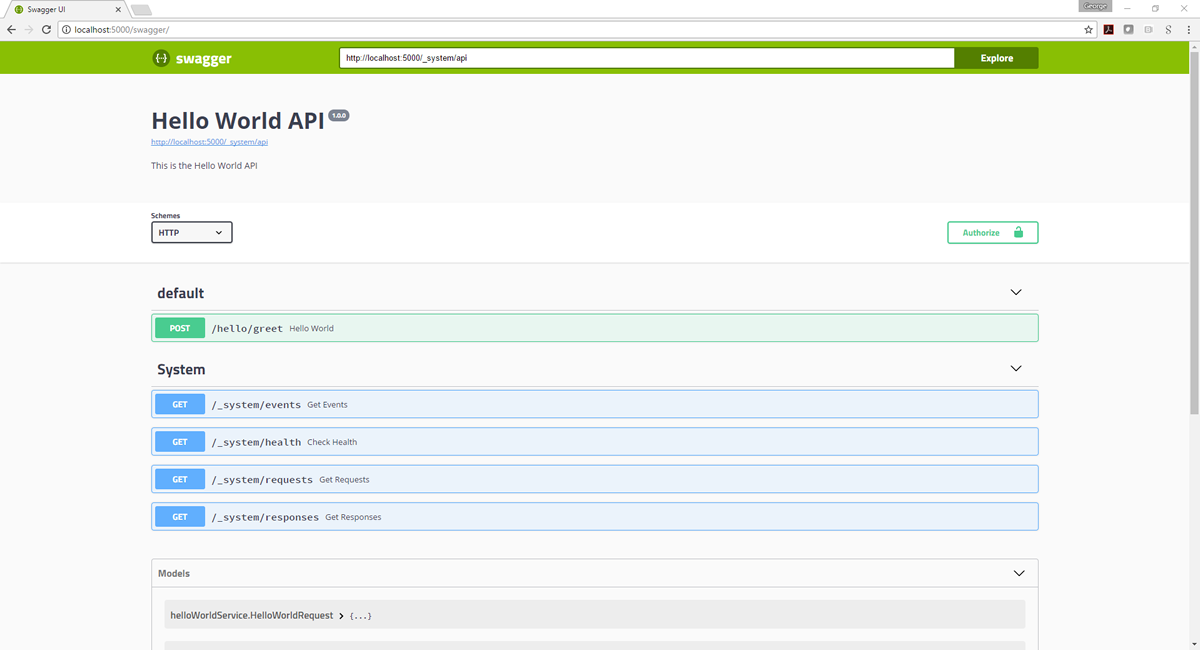 Swagger UI
George
localhost:5000/swagger/
swagger
http://localhost:5000/_system/api
Explore
Hello World API 1.0.0
http://localhost:5000/_system/api
This is the Hello World API
Schemes
HTTP
Authorize
default
POST /hello/greet Hello World
System
GET /_system/events Get Events
GET /_system/health Check Health
GET /_system/requests Get Requests
GET /_system/responses Get Responses
Models
helloWorldService.HelloWorldRequest > {...}